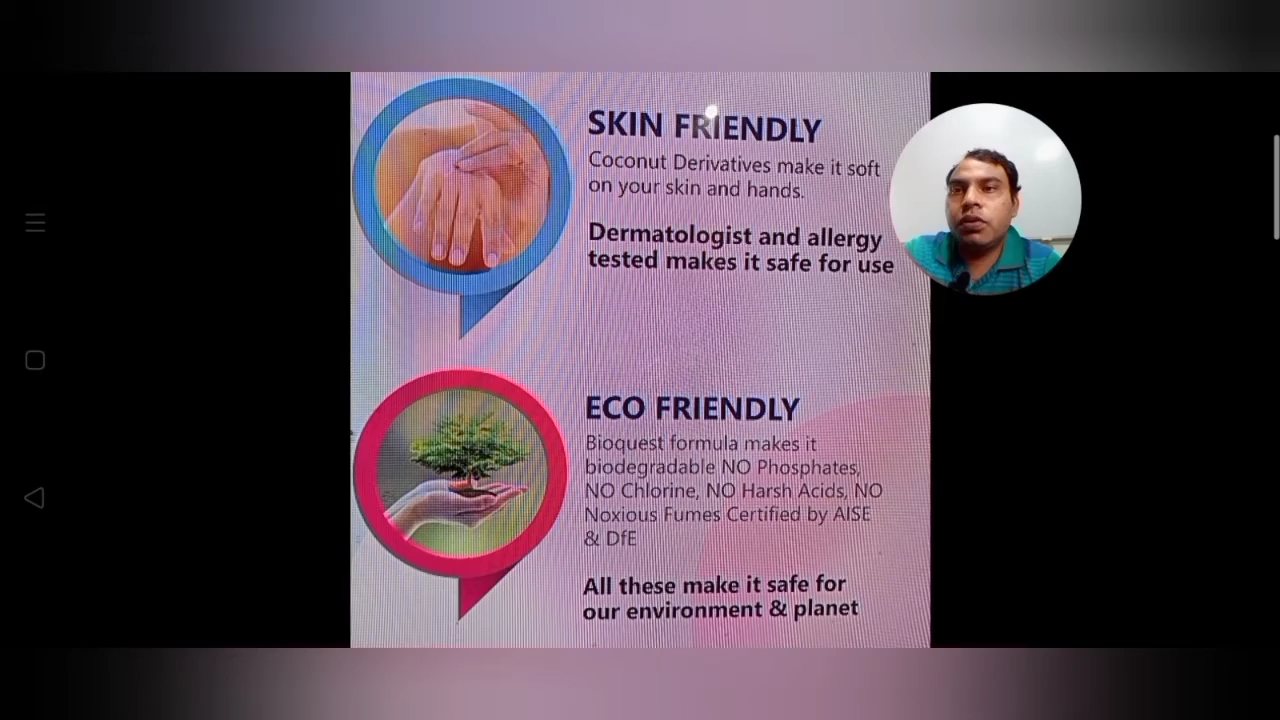 SKIN FRIENDLY
Coconut Derivatives make it soft
on your skin and hands.
Dermatologist and allergy
tested makes it safe for use
ECO FRIENDLY
Bioquest formula makes it
biodegradable NO Phosphates,
NO Chlorine, NO Harsh Acids, NO
Noxious Fumes Certified by AISE
& DfE
All these make it safe for
our environment & planet